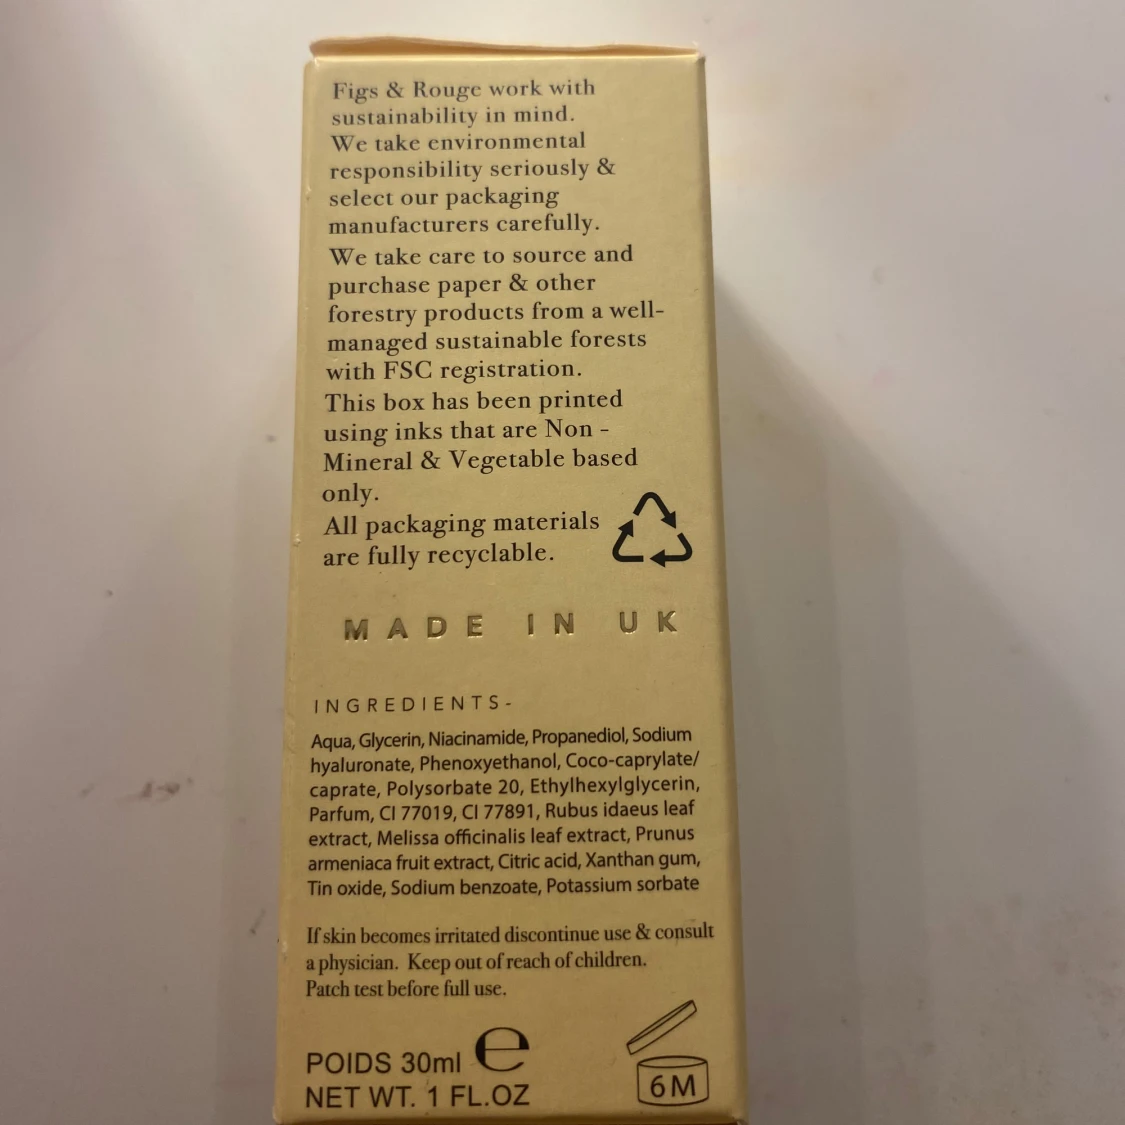 Figs & Rouge work with
sustainability in mind.
We take environmental
responsibility seriously &
select our packaging
manufacturers carefully.
We take care to source and
purchase paper & other
forestry products from a well-
managed sustainable forests
with FSC registration.
This box has been printed
using inks that are Non -
Mineral & Vegetable based
only.
All packaging materials
are fully recyclable.
MADE IN UK
INGREDIENTS-
Aqua, Glycerin, Niacinamide, Propanediol, Sodium
hyaluronate, Phenoxyethanol, Coco-caprylate/
caprate, Polysorbate 20, Ethylhexylglycerin,
Parfum, CI 77019, CI 77891, Rubus idaeus leaf
extract, Melissa officinalis leaf extract, Prunus
armeniaca fruit extract, Citric acid, Xanthan gum,
Tin oxide, Sodium benzoate, Potassium sorbate
If skin becomes irritated discontinue use & consult
a physician. Keep out of reach of children.
Patch test before full use.
POIDS 30ml e
NET WT. 1 FL.OZ
6M